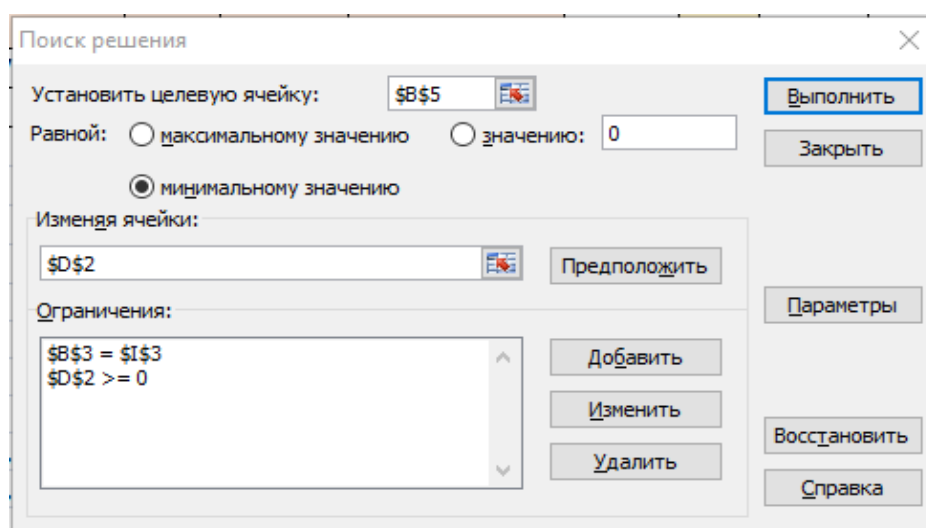 Поиск решения
Установить целевую ячейку: $B$5
Выполнить
Равной: максимальному значению значению: 0
Закрыть
минимальному значению
Изменяя ячейки:
$D$2
Предположить
Ограничения:
Параметры
$B$3 = $I$3
$D$2 >= 0
Добавить
Изменить
Восстановить
Удалить
Справка